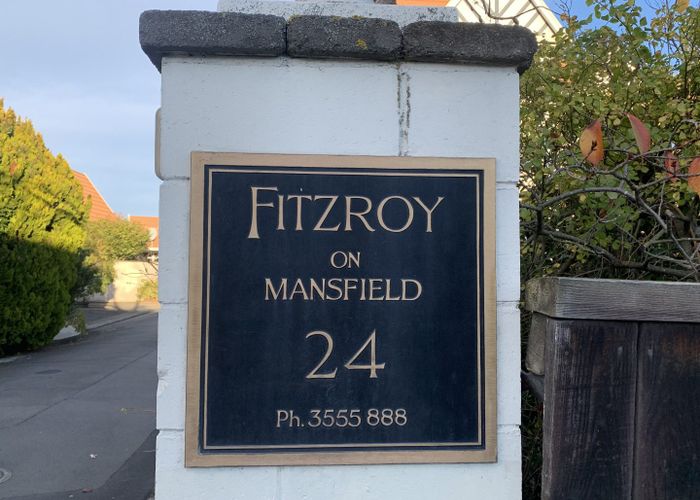 FITZROY
ON
MANSFIELD
24
Ph. 3555 888